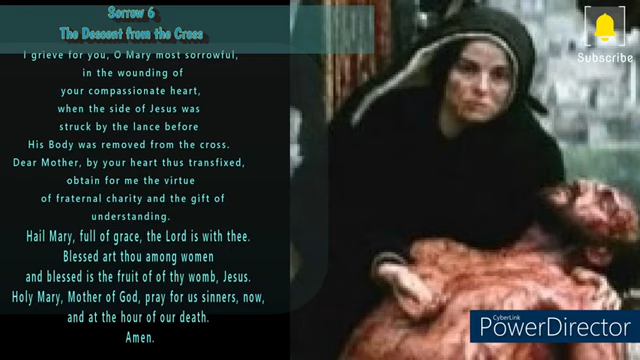 Sorrow 6
The Descent from the Cross
I grieve for you, O Mary most sorrowful,
in the wounding of
your compassionate heart,
when the side of Jesus was
struck by the lance before
His Body was removed from the cross.
Dear Mother, by your heart thus transfixed,
obtain for me the virtue
of fraternal charity and the gift of
understanding.
Hail Mary, full of grace, the Lord is with thee.
Blessed art thou among women
and blessed is the fruit of of thy womb, Jesus.
Holy Mary, Mother of God, pray for us sinners, now,
and at the hour of our death.
Amen.
Subscribe
CyberLink
PowerDirector